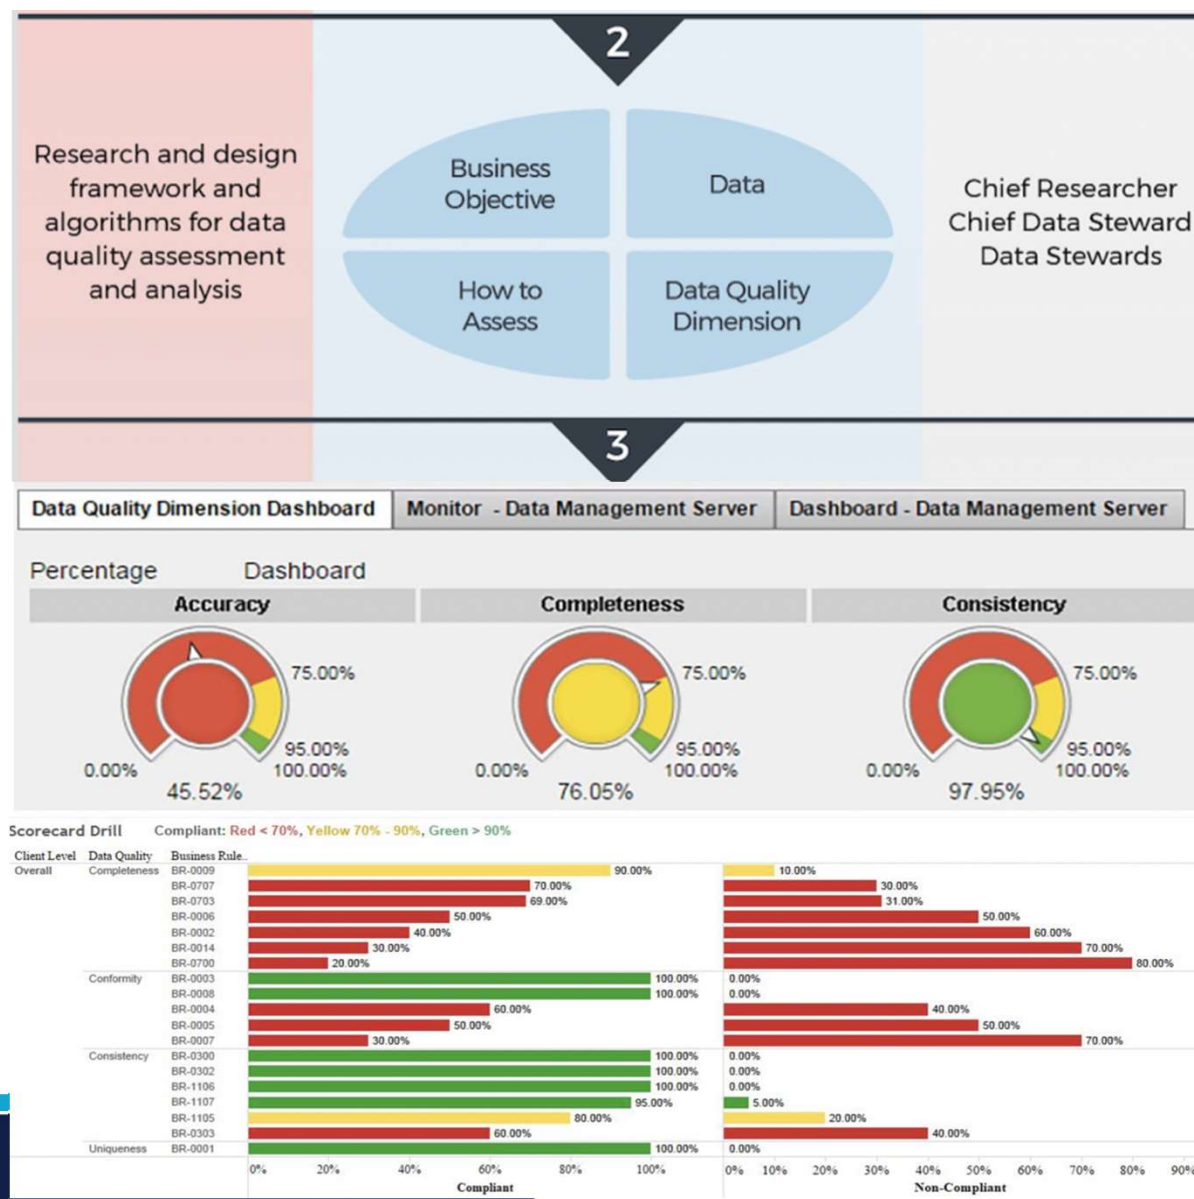 2
Research and design
framework and
algorithms for data
quality assessment
and analysis
Business
Objective
Data
How to
Assess
Data Quality
Dimension
Chief Researcher
Chief Data Steward
Data Stewards
3
Data Quality Dimension Dashboard
Monitor - Data Management Server
Dashboard - Data Management Server
Percentage Dashboard
Accuracy
75.00%
95.00%
0.00% 100.00%
45.52%
Completeness
75.00%
95.00%
0.00% 100.00%
76.05%
Consistency
75.00%
95.00%
0.00% 100.00%
97.95%
Scorecard Drill Compliant: Red < 70%, Yellow 70% - 90%, Green > 90%
Client Level Data Quality Business Rule..
Overall Completeness BR-0009 90.00% 10.00%
BR-0707 70.00% 30.00%
BR-0703 69.00% 31.00%
BR-0006 50.00% 50.00%
BR-0002 40.00% 60.00%
BR-0014 30.00% 70.00%
BR-0700 20.00% 80.00%
Conformity BR-0003 100.00% 0.00%
BR-0008 100.00% 0.00%
BR-0004 60.00% 40.00%
BR-0005 50.00% 50.00%
BR-0007 30.00% 70.00%
Consistency BR-0300 100.00% 0.00%
BR-0302 100.00% 0.00%
BR-1106 100.00% 0.00%
BR-1107 95.00% 5.00%
BR-1105 80.00% 20.00%
BR-0303 60.00% 40.00%
Uniqueness BR-0001 100.00% 0.00%
0% 20% 40% 60% 80% 100% 0% 10% 20% 30% 40% 50% 60% 70% 80% 90%
Compliant Non-Compliant